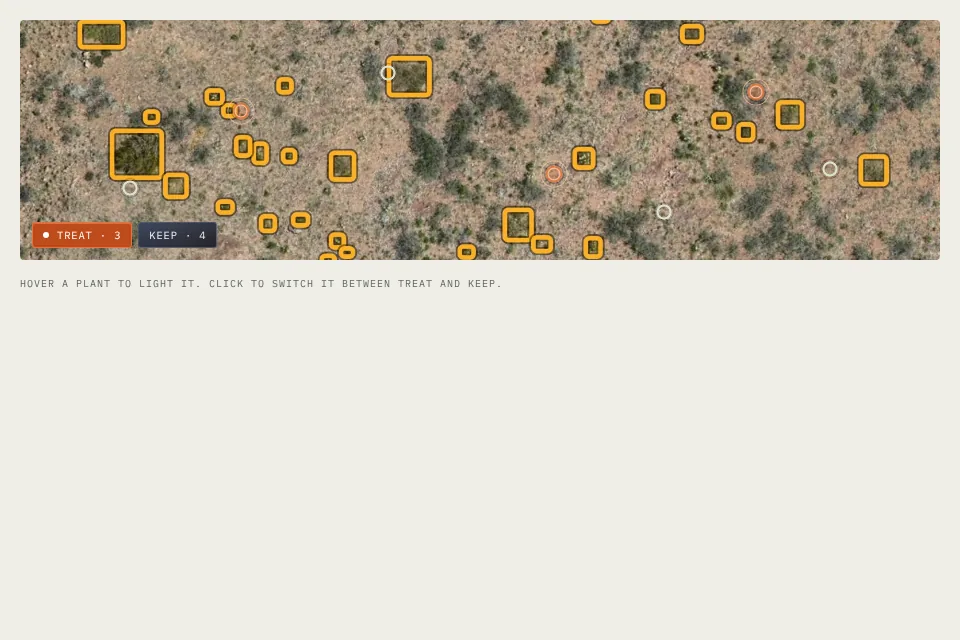 TREAT · 3
KEEP · 4
HOVER A PLANT TO LIGHT IT. CLICK TO SWITCH IT BETWEEN TREAT AND KEEP.